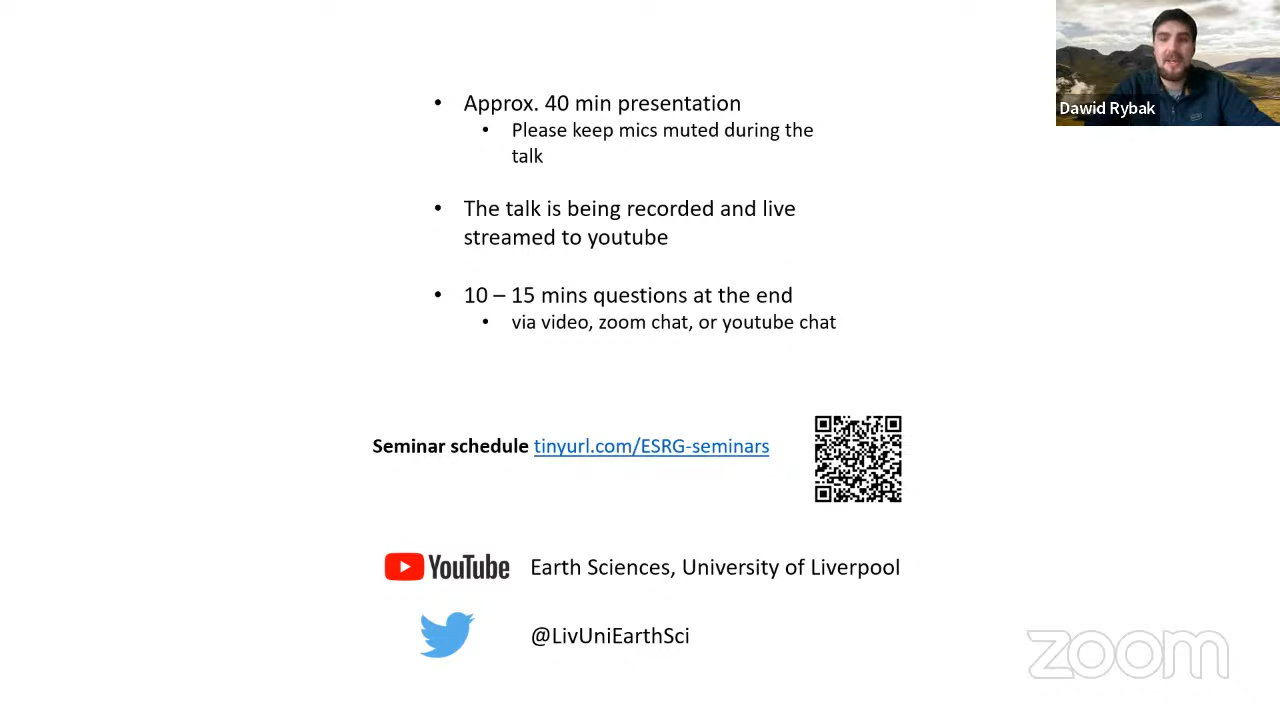 • Approx. 40 min presentation
• Please keep mics muted during the
talk
• The talk is being recorded and live
streamed to youtube
• 10 – 15 mins questions at the end
• via video, zoom chat, or youtube chat
Seminar schedule tinyurl.com/ESRG-seminars
YouTube Earth Sciences, University of Liverpool
@LivUniEarthSci
Dawid Rybak
zoom